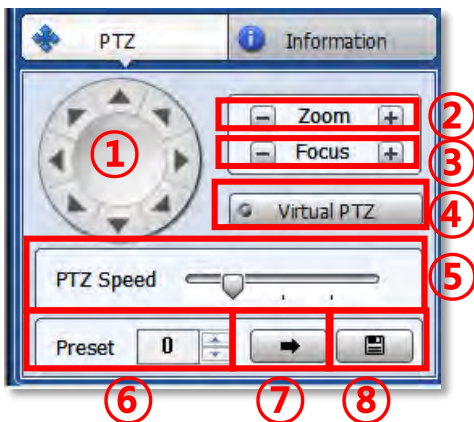 PTZ
Information
Zoom
②
①
Focus
③
Virtual PTZ
④
PTZ Speed
⑤
Preset 0
⑥ ⑦ ⑧